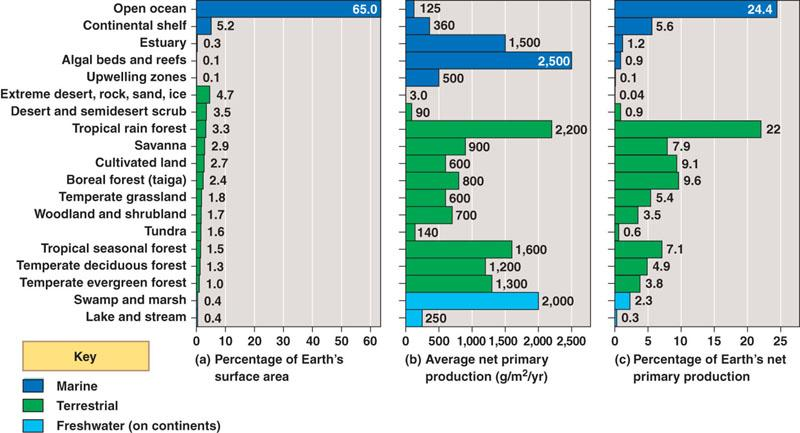 Open ocean 65.0 125 24.4
Continental shelf 5.2 360 5.6
Estuary 0.3 1,500 1.2
Algal beds and reefs 0.1 2,500 0.9
Upwelling zones 0.1 500 0.1
Extreme desert, rock, sand, ice 4.7 3.0 0.04
Desert and semidesert scrub 3.5 90 0.9
Tropical rain forest 3.3 2,200 22
Savanna 2.9 900 7.9
Cultivated land 2.7 600 9.1
Boreal forest (taiga) 2.4 800 9.6
Temperate grassland 1.8 600 5.4
Woodland and shrubland 1.7 700 3.5
Tundra 1.6 140 0.6
Tropical seasonal forest 1.5 1,600 7.1
Temperate deciduous forest 1.3 1,200 4.9
Temperate evergreen forest 1.0 1,300 3.8
Swamp and marsh 0.4 2,000 2.3
Lake and stream 0.4 250 0.3
0 10 20 30 40 50 60 0 500 1,000 1,500 2,000 2,500 0 5 10 15 20 25
Key
(a) Percentage of Earth's
surface area
(b) Average net primary
production (g/m²/yr)
(c) Percentage of Earth's net
primary production
Marine
Terrestrial
Freshwater (on continents)